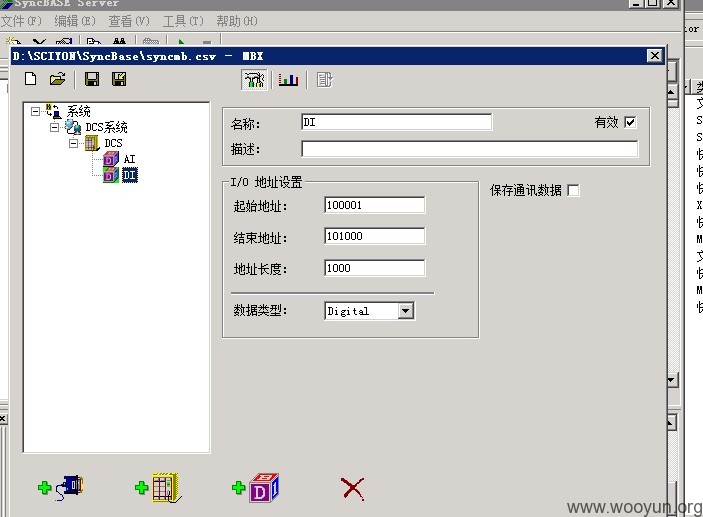 SyncBASE Server
文件(F) 编辑(E) 查看(V) 工具(T) 帮助(H)
D:\SCIYON\SyncBase\syncmb.csv - MBX
系统
DCS系统
DCS
AI
DI
名称: DI 有效
描述:
I/O 地址设置
起始地址: 100001
保存通讯数据
结束地址: 101000
地址长度: 1000
数据类型: Digital
www.wooyun.org